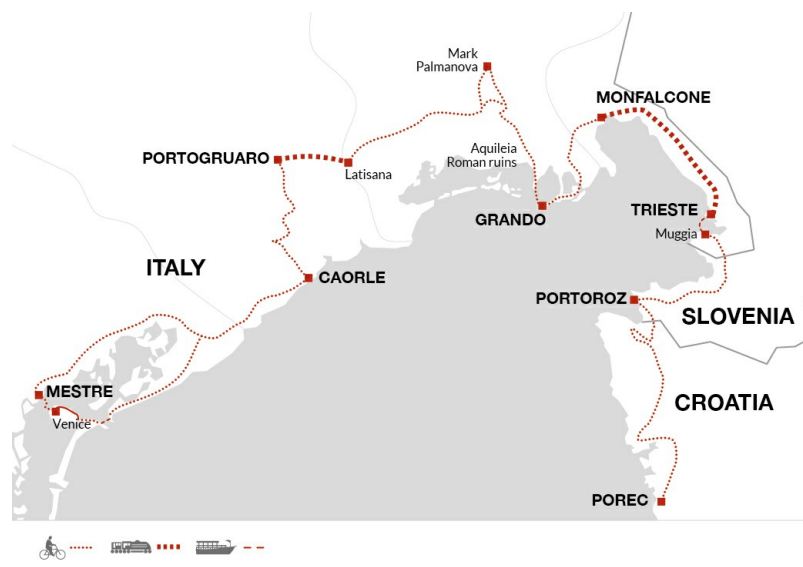 Mark
Palmanova
MONFALCONE
PORTOGRUARO
Latisana
Aquileia
Roman ruins
GRANDO
TRIESTE
Muggia
ITALY
CAORLE
PORTOROZ
SLOVENIA
MESTRE
Venice
CROATIA
POREC